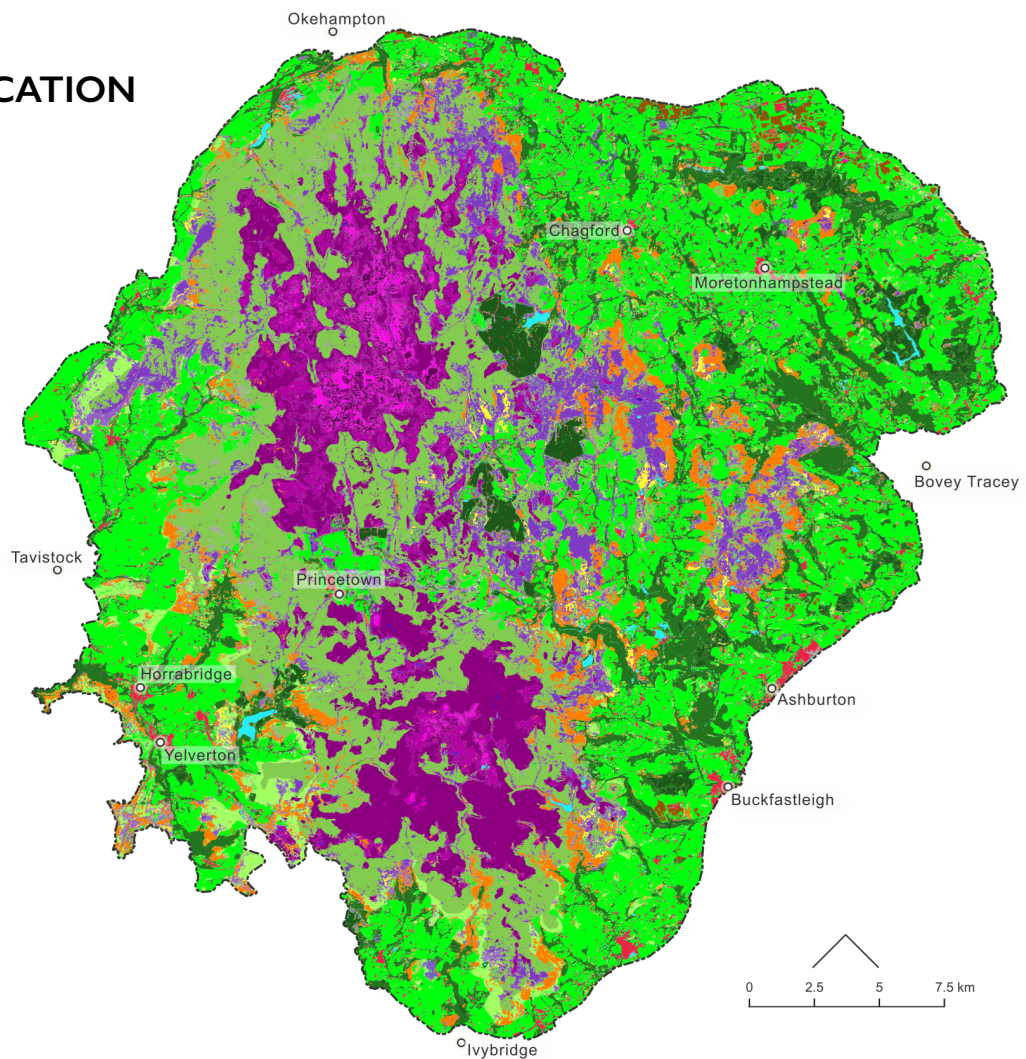 Okehampton
CATION
Chagford
Moretonhampstead
Bovey Tracey
Tavistock
Princetown
Horrabridge
Ashburton
Yelverton
Buckfastleigh
0 2.5 5 7.5 km
Ivybridge